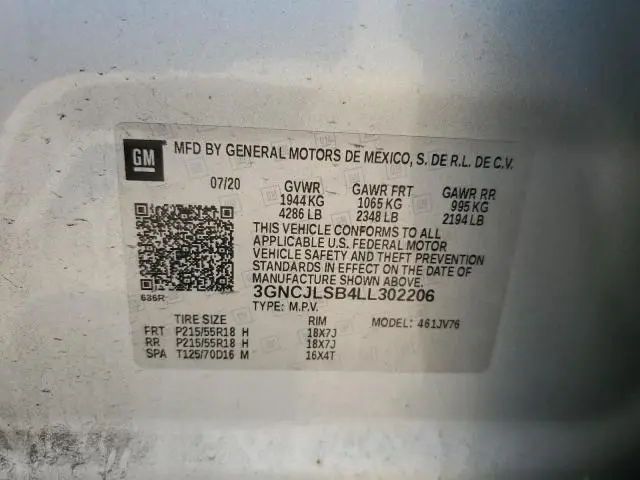 GM MFD BY GENERAL MOTORS DE MEXICO, S. DE R.L. DE C.V.
07/20 GVWR GAWR FRT GAWR RR
1944 KG 1065 KG 995 KG
4286 LB 2348 LB 2194 LB
THIS VEHICLE CONFORMS TO ALL
APPLICABLE U.S. FEDERAL MOTOR
VEHICLE SAFETY AND THEFT PREVENTION
STANDARDS IN EFFECT ON THE DATE OF
MANUFACTURE SHOWN ABOVE.
636R 3GNCJLSB4LL302206
TYPE: M.P.V.
TIRE SIZE RIM MODEL: 461JV76
FRT P215/55R18 H 18X7J
RR P215/55R18 H 18X7J
SPA T125/70D16 M 16X4T